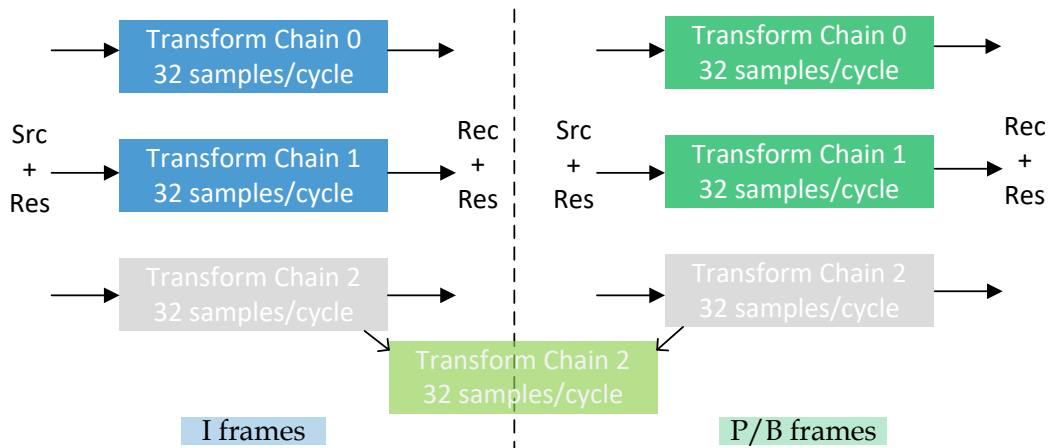 Transform Chain 0
32 samples/cycle
Src
+
Res
Transform Chain 1
32 samples/cycle
Rec
+
Res
Transform Chain 2
32 samples/cycle
I frames
Transform Chain 0
32 samples/cycle
Src
+
Res
Transform Chain 1
32 samples/cycle
Rec
+
Res
Transform Chain 2
32 samples/cycle
Transform Chain 2
32 samples/cycle
P/B frames